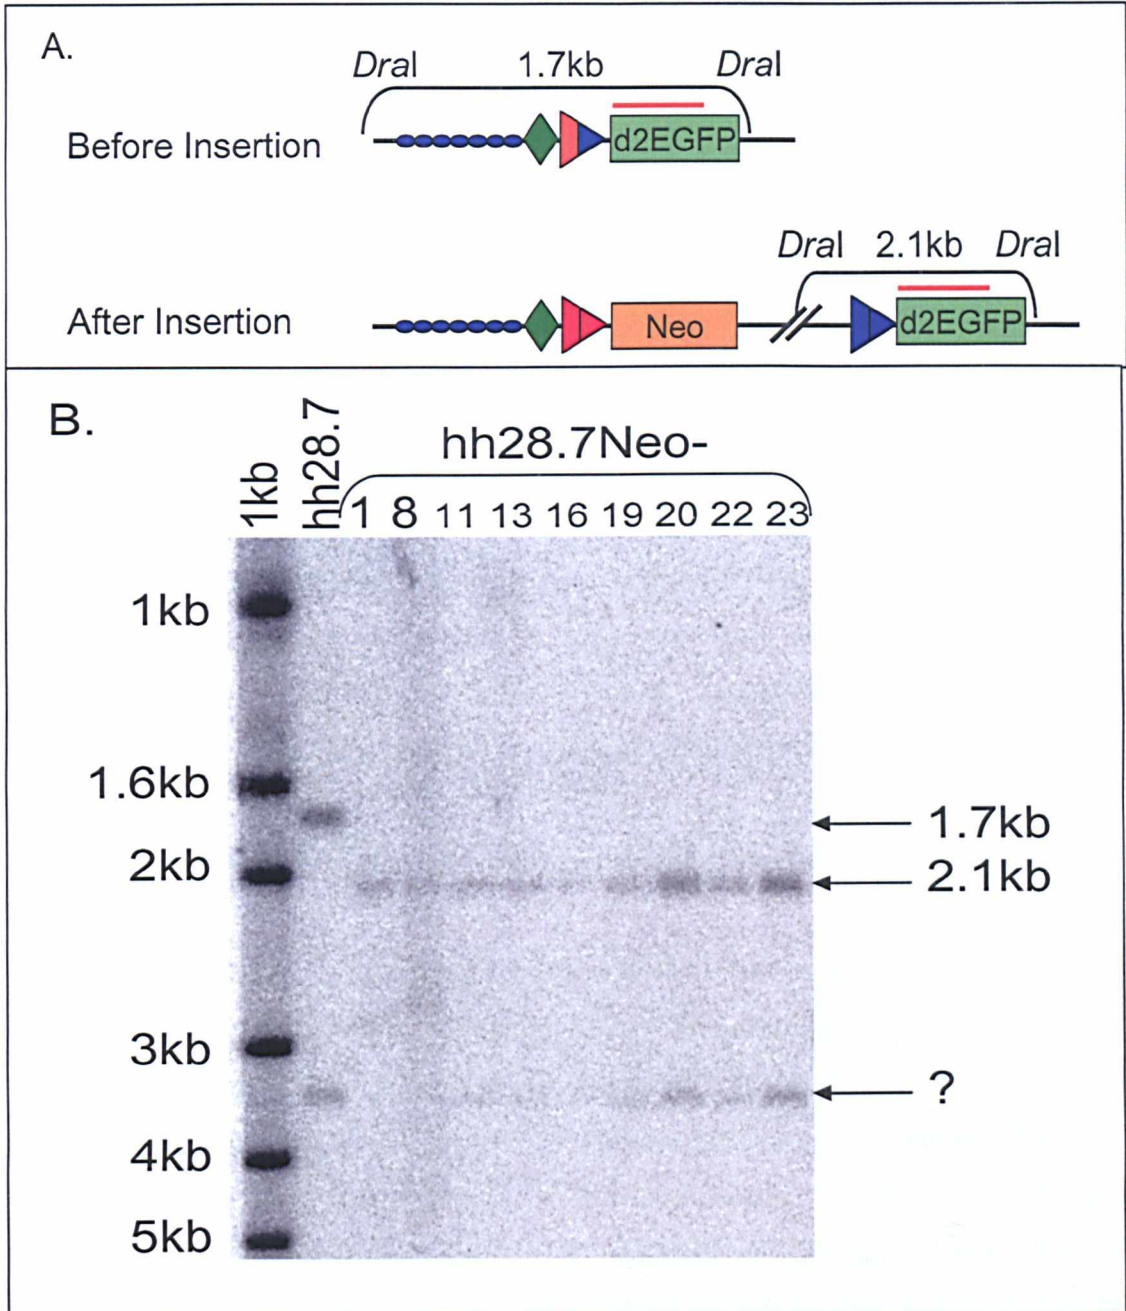 A.
DraI 1.7kb DraI
Before Insertion
d2EGFP
DraI 2.1kb DraI
After Insertion
Neo
d2EGFP
B.
1kb
hh28.7
hh28.7Neo-
1 8 11 13 16 19 20 22 23
1kb
1.6kb
1.7kb
2kb
2.1kb
3kb
?
4kb
5kb